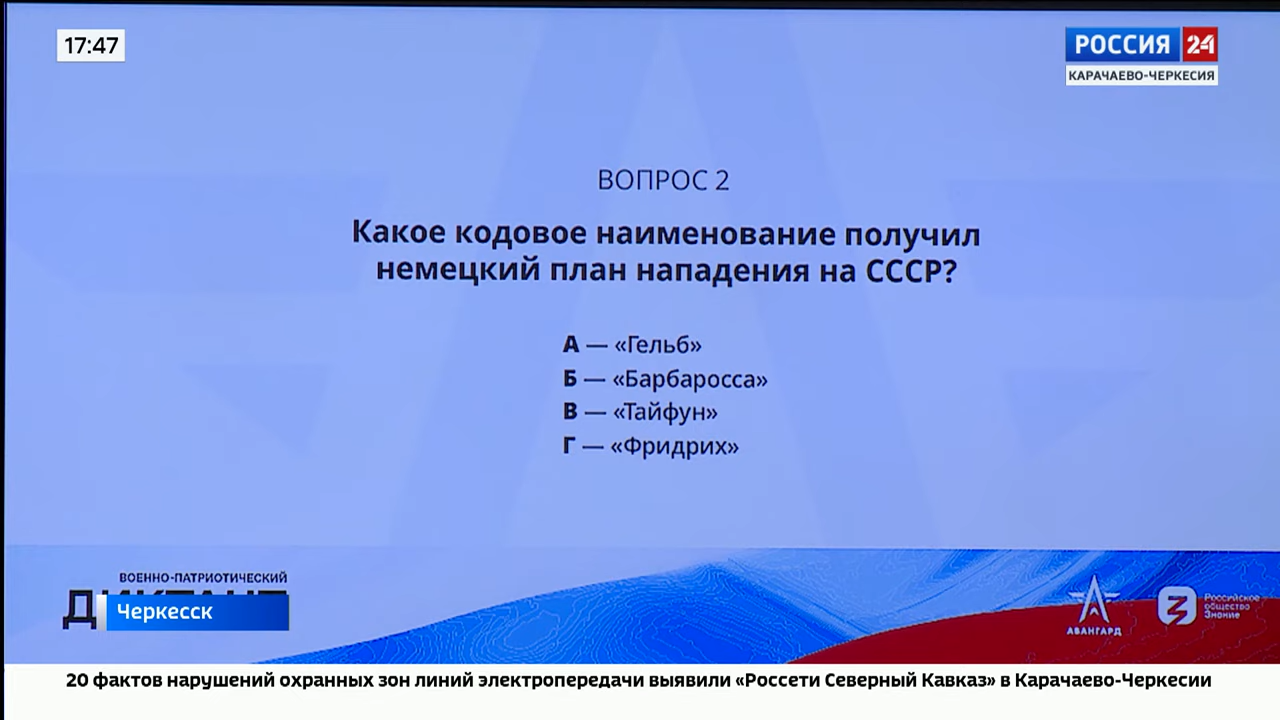 17:47
РОССИЯ 24
КАРАЧАЕВО-ЧЕРКЕСИЯ
ВОПРОС 2
Какое кодовое наименование получил
немецкий план нападения на СССР?
А — «Гельб»
Б — «Барбаросса»
В — «Тайфун»
Г — «Фридрих»
ВОЕННО-ПАТРИОТИЧЕСКИЙ
Черкесск
АВАНГАРД
Российское
общество
Знание
20 фактов нарушений охранных зон линий электропередачи выявили «Россети Северный Кавказ» в Карачаево-Черкесии